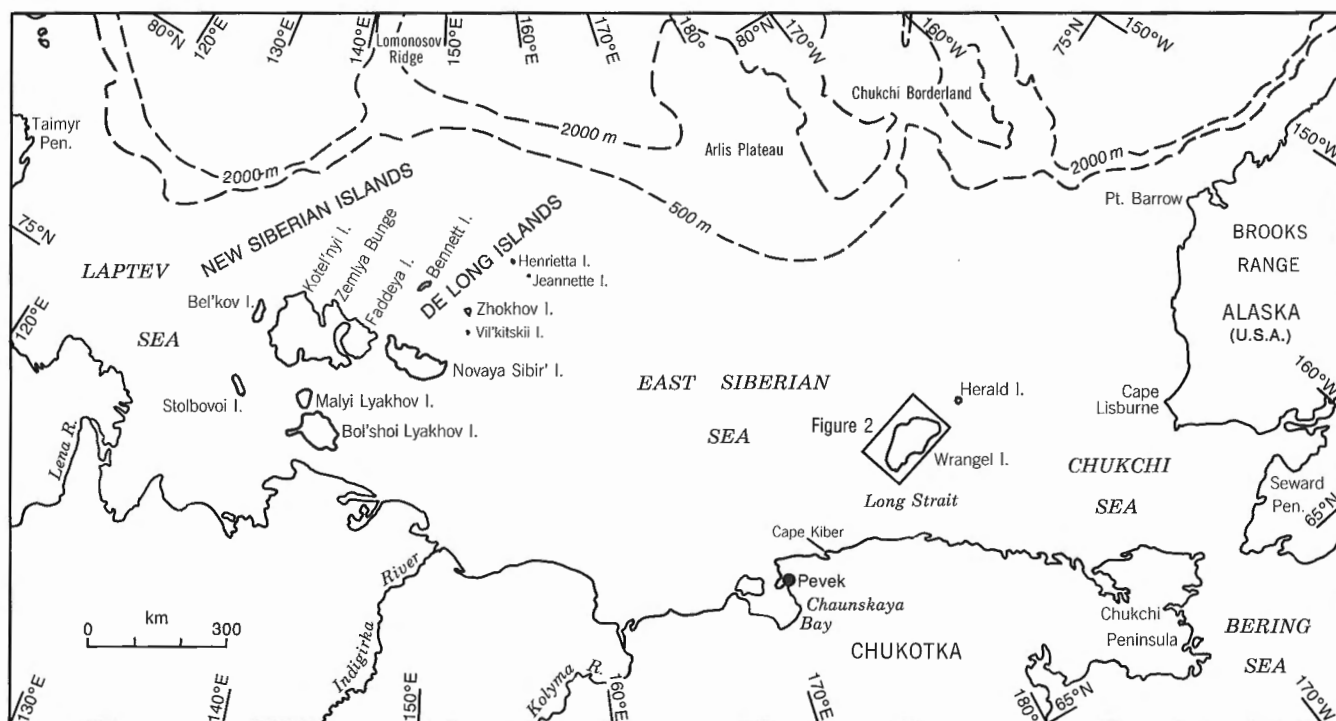 80°N
120°E
130°E
140°E
Lomonosov
Ridge
150°E
160°E
170°E
180°
80°N
170°W
160°W
75°N
150°W
Taimyr
Pen.
Chukchi Borderland
2000 m
Arlis Plateau
2000 m
2000 m
150°W
500 m
Pt. Barrow
75°N
NEW SIBERIAN ISLANDS
Kotel'nyi I.
Zemlya Bunge
Faddeya I.
Bennett I.
DE LONG ISLANDS
Henrietta I.
Jeannette I.
BROOKS
RANGE
LAPTEV
SEA
Bel'kov I.
Zhokhov I.
Vil'kitskii I.
ALASKA
(U.S.A.)
120°E
Novaya Sibir' I.
EAST SIBERIAN
SEA
Herald I.
Cape
Lisburne
160°W
Stolbovoi I.
Malyi Lyakhov I.
Bol'shoi Lyakhov I.
Figure 2
Wrangel I.
Lena R.
CHUKCHI
SEA
Long Strait
Seward
Pen.
65°N
Cape Kiber
Pevek
Chaunskaya
Bay
Indigirka River
Kolyma R.
CHUKOTKA
Chukchi
Peninsula
BERING
SEA
km
0 300
130°E
140°E
150°E
160°E
170°E
180°
65°N
170°W